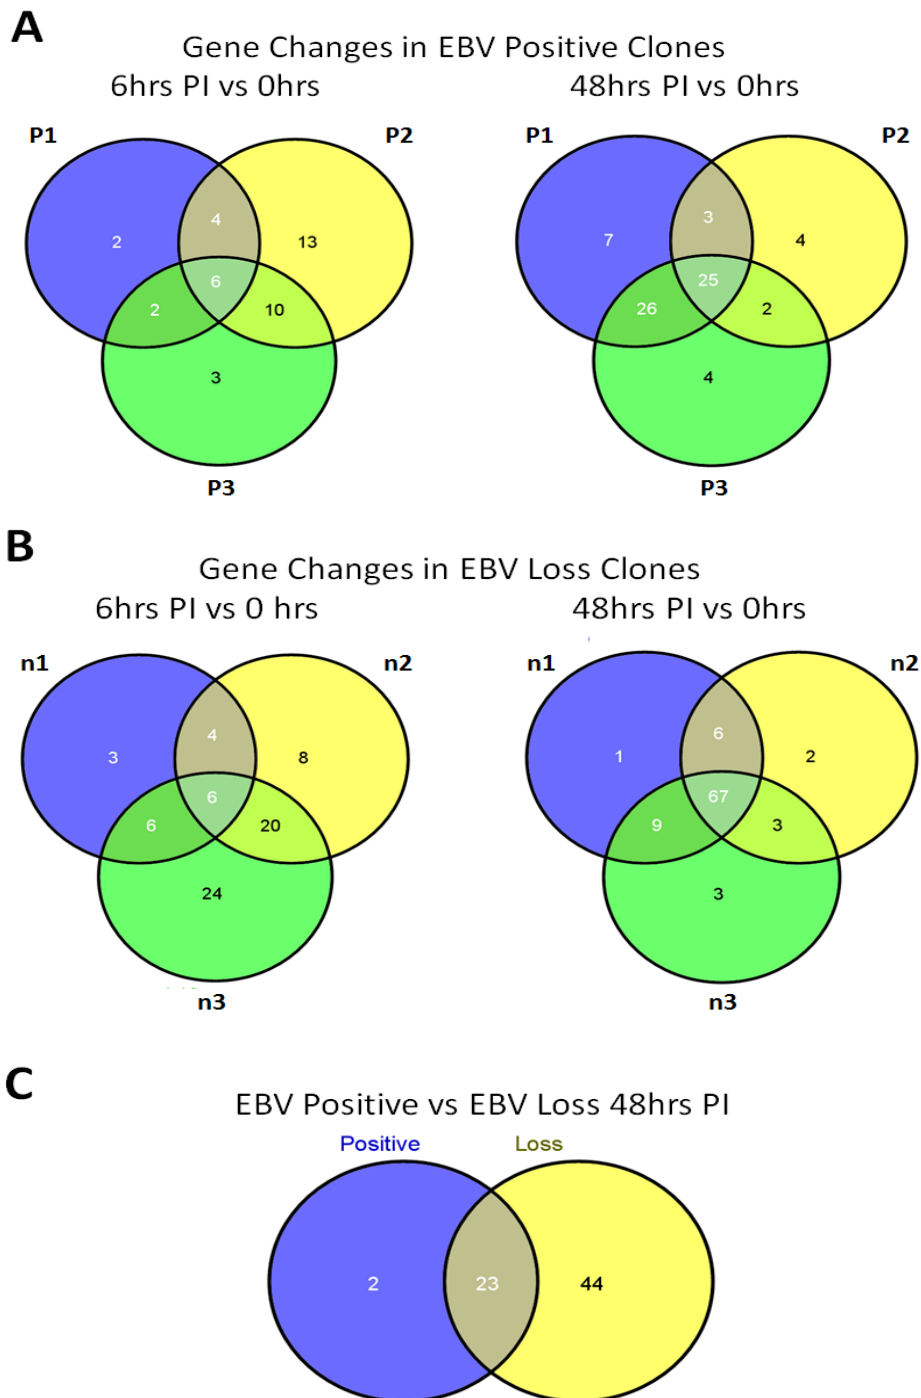 A
Gene Changes in EBV Positive Clones
6hrs PI vs 0hrs 48hrs PI vs 0hrs
P1 P2 P1 P2
4 3
2 13 7 4
6 25
2 10 26 2
3 4
P3 P3
B
Gene Changes in EBV Loss Clones
6hrs PI vs 0 hrs 48hrs PI vs 0hrs
n1 n2 n1 n2
4 6
3 8 1 2
6 67
6 20 9 3
24 3
n3 n3
C
EBV Positive vs EBV Loss 48hrs PI
Positive Loss
2 23 44